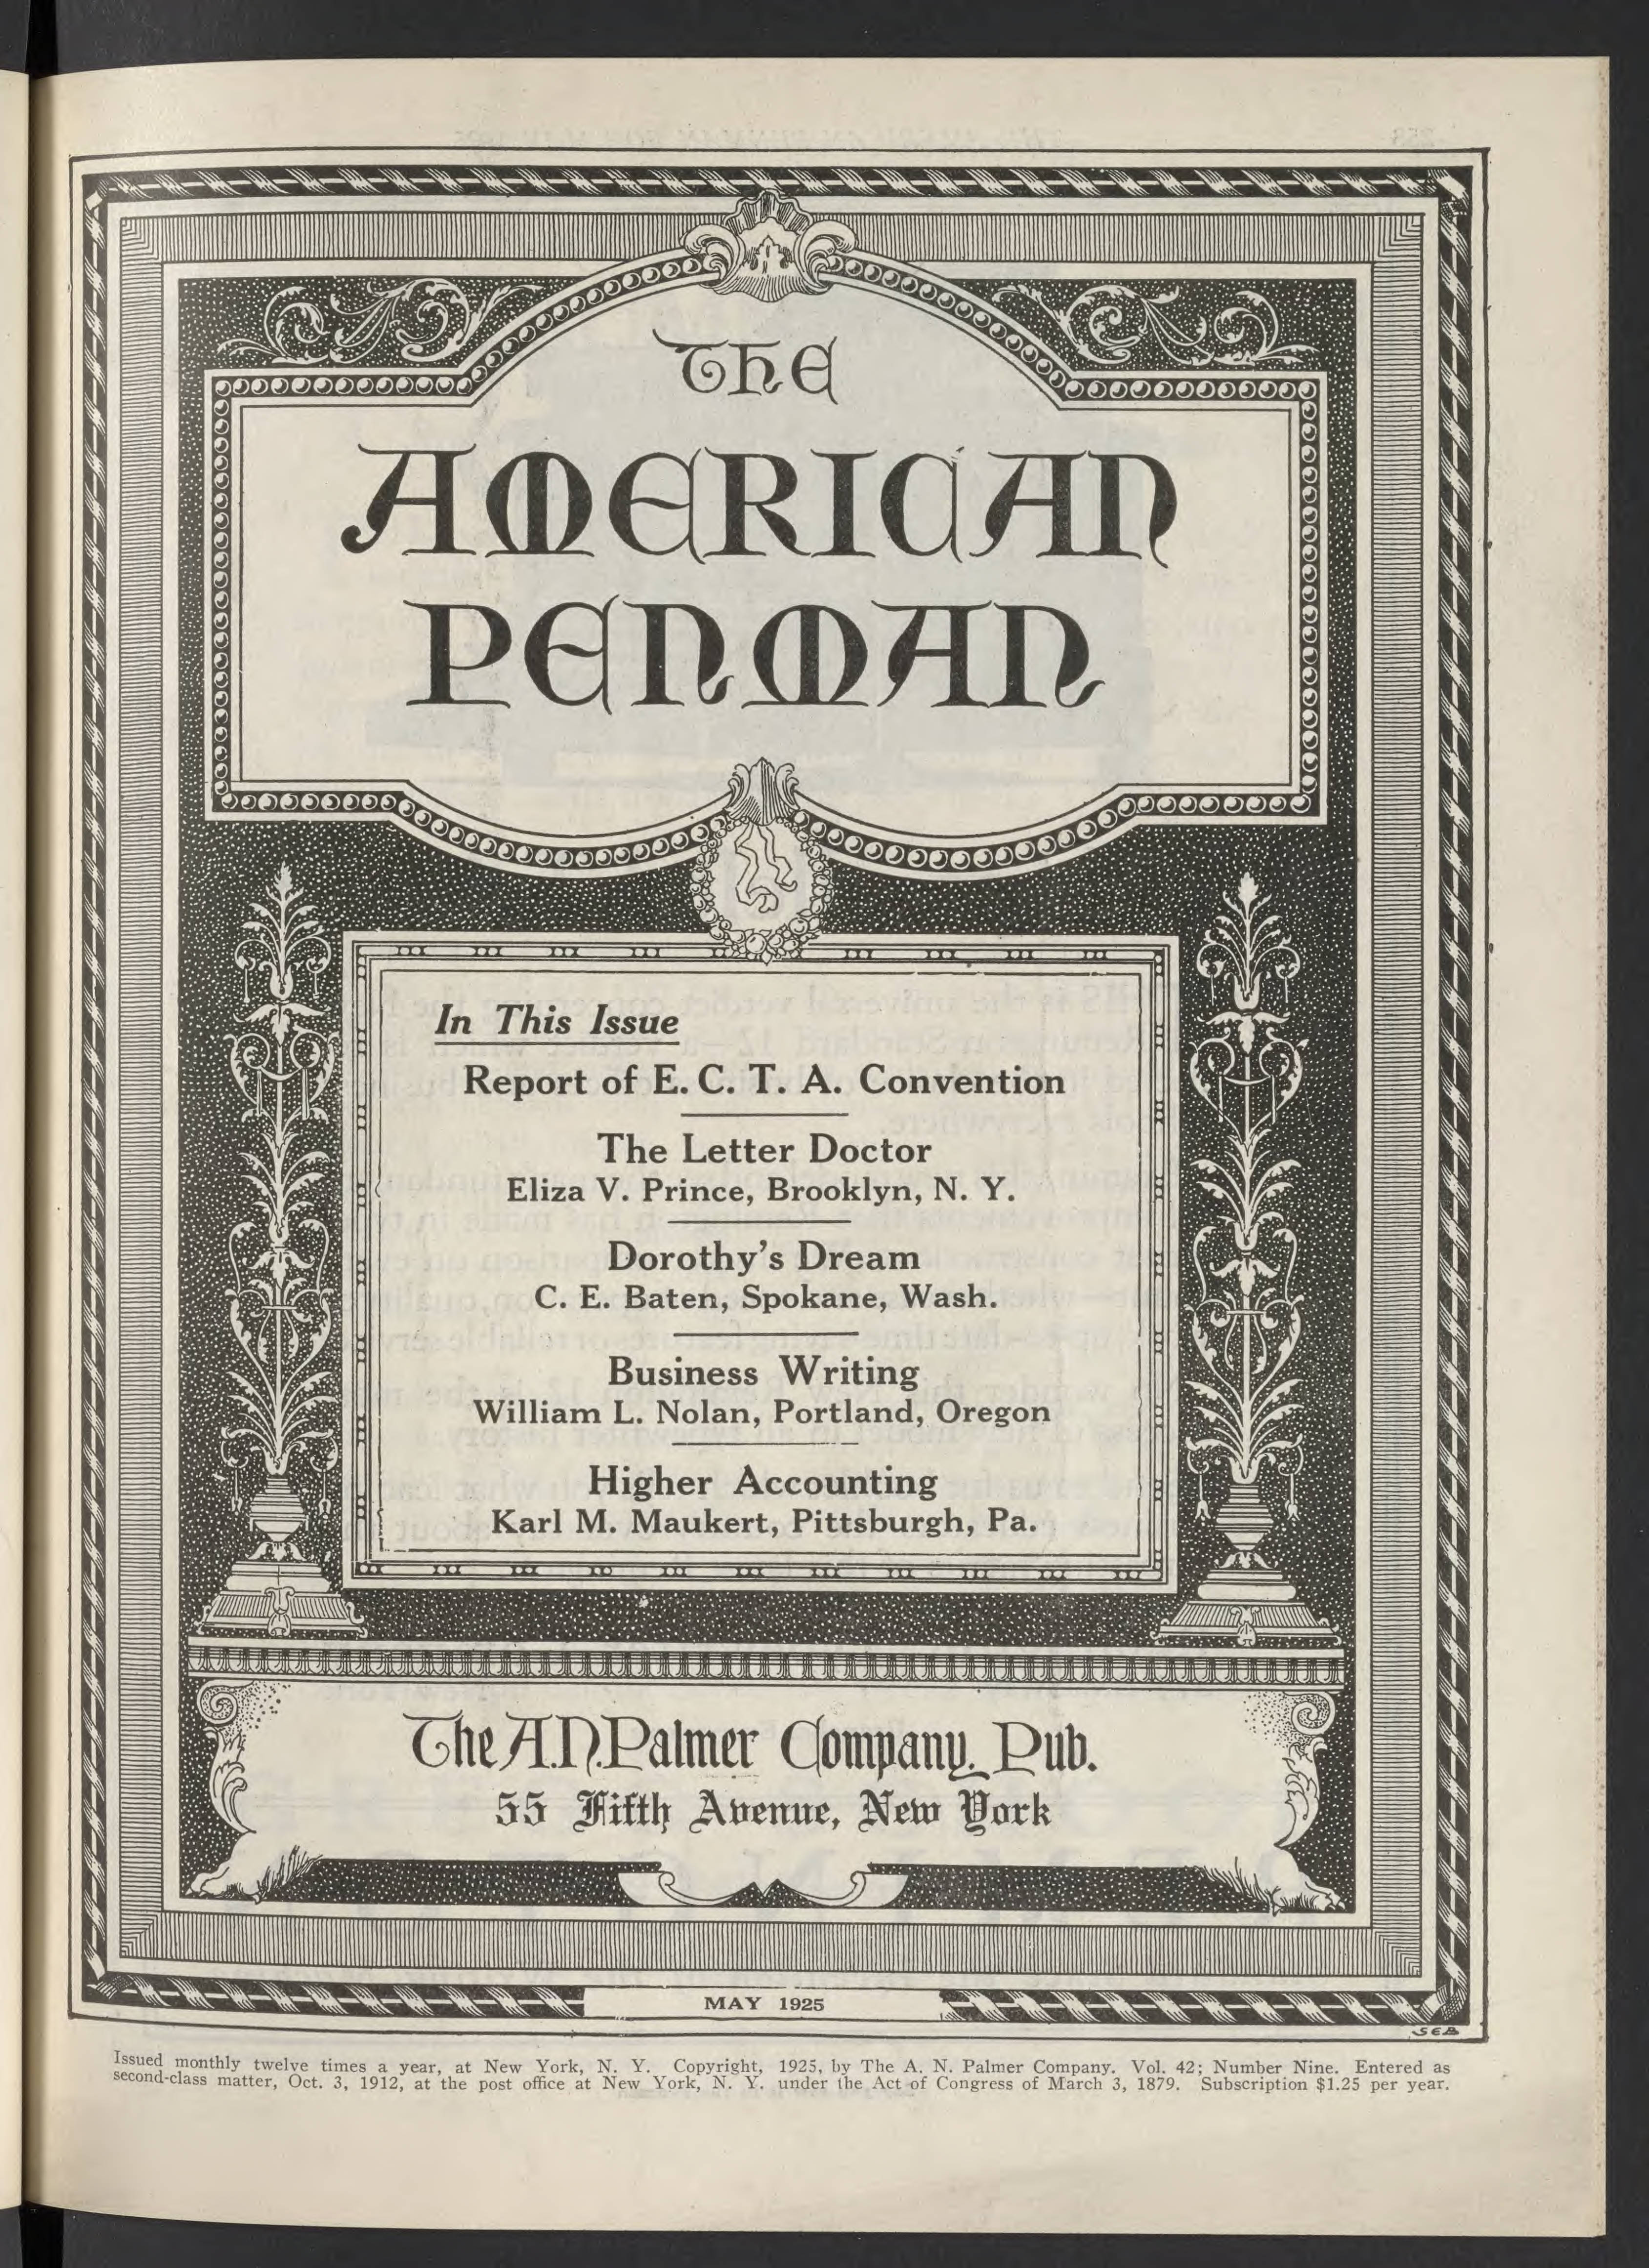 THE
AMERICAN
PENMAN
In This Issue
Report of E. C. T. A. Convention
The Letter Doctor
Eliza V. Prince, Brooklyn, N. Y.
Dorothy's Dream
C. E. Baten, Spokane, Wash.
Business Writing
William L. Nolan, Portland, Oregon
Higher Accounting
Karl M. Maukert, Pittsburgh, Pa.
The A.N. Palmer Company. Pub.
55 Fifth Avenue, New York
MAY 1925
SEB
Issued monthly twelve times a year, at New York, N. Y. Copyright, 1925, by The A. N. Palmer Company. Vol. 42; Number Nine. Entered as
second-class matter, Oct. 3, 1912, at the post office at New York, N. Y. under the Act of Congress of March 3, 1879. Subscription $1.25 per year.